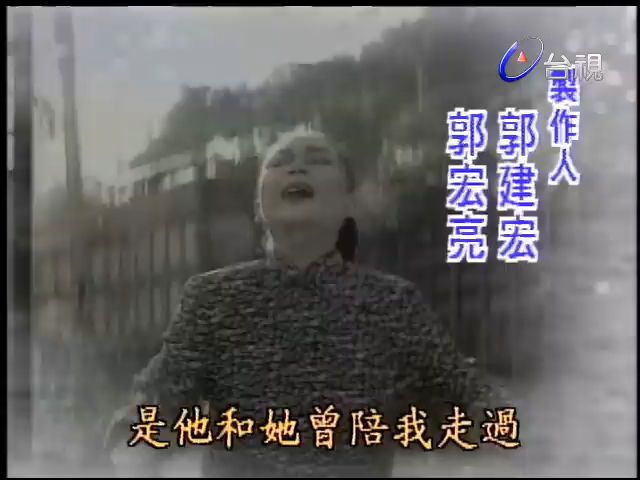 台視
製作人
郭建宏
郭宏亮
是他和她曾陪我走過